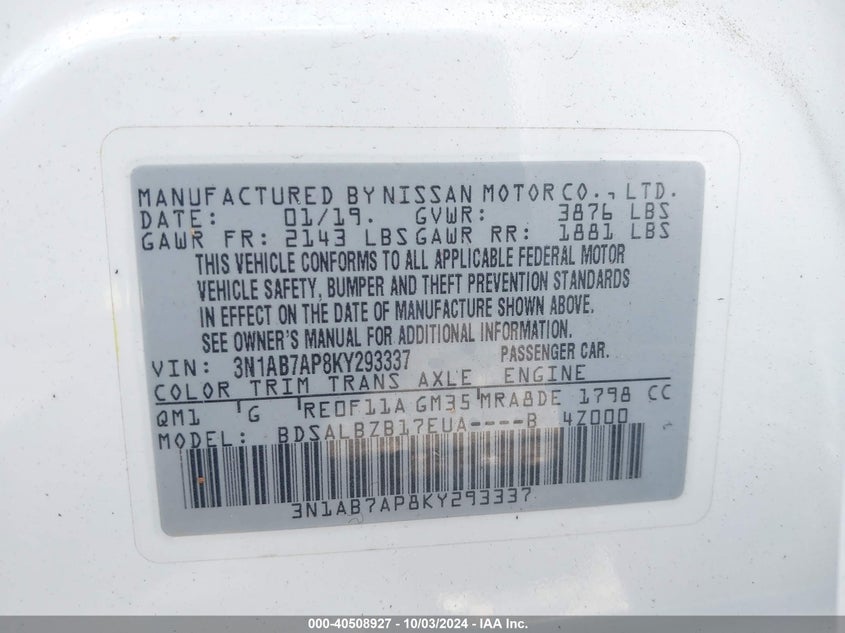 MANUFACTURED BY NISSAN MOTOR CO., LTD.
DATE: 01/19. GVWR: 3876 LBS
GAWR FR: 2143 LBS GAWR RR: 1881 LBS
THIS VEHICLE CONFORMS TO ALL APPLICABLE FEDERAL MOTOR
VEHICLE SAFETY, BUMPER AND THEFT PREVENTION STANDARDS
IN EFFECT ON THE DATE OF MANUFACTURE SHOWN ABOVE.
SEE OWNER'S MANUAL FOR ADDITIONAL INFORMATION.
VIN: 3N1AB7AP8KY293337 PASSENGER CAR.
COLOR TRIM TRANS AXLE ENGINE
QM1 G RE0F11A GM35 MRA8DE 1798 CC
MODEL: BDSALBZB17EUA----B 4Z000
3N1AB7AP8KY293337
000-40508927 - 10/03/2024 - IAA Inc.